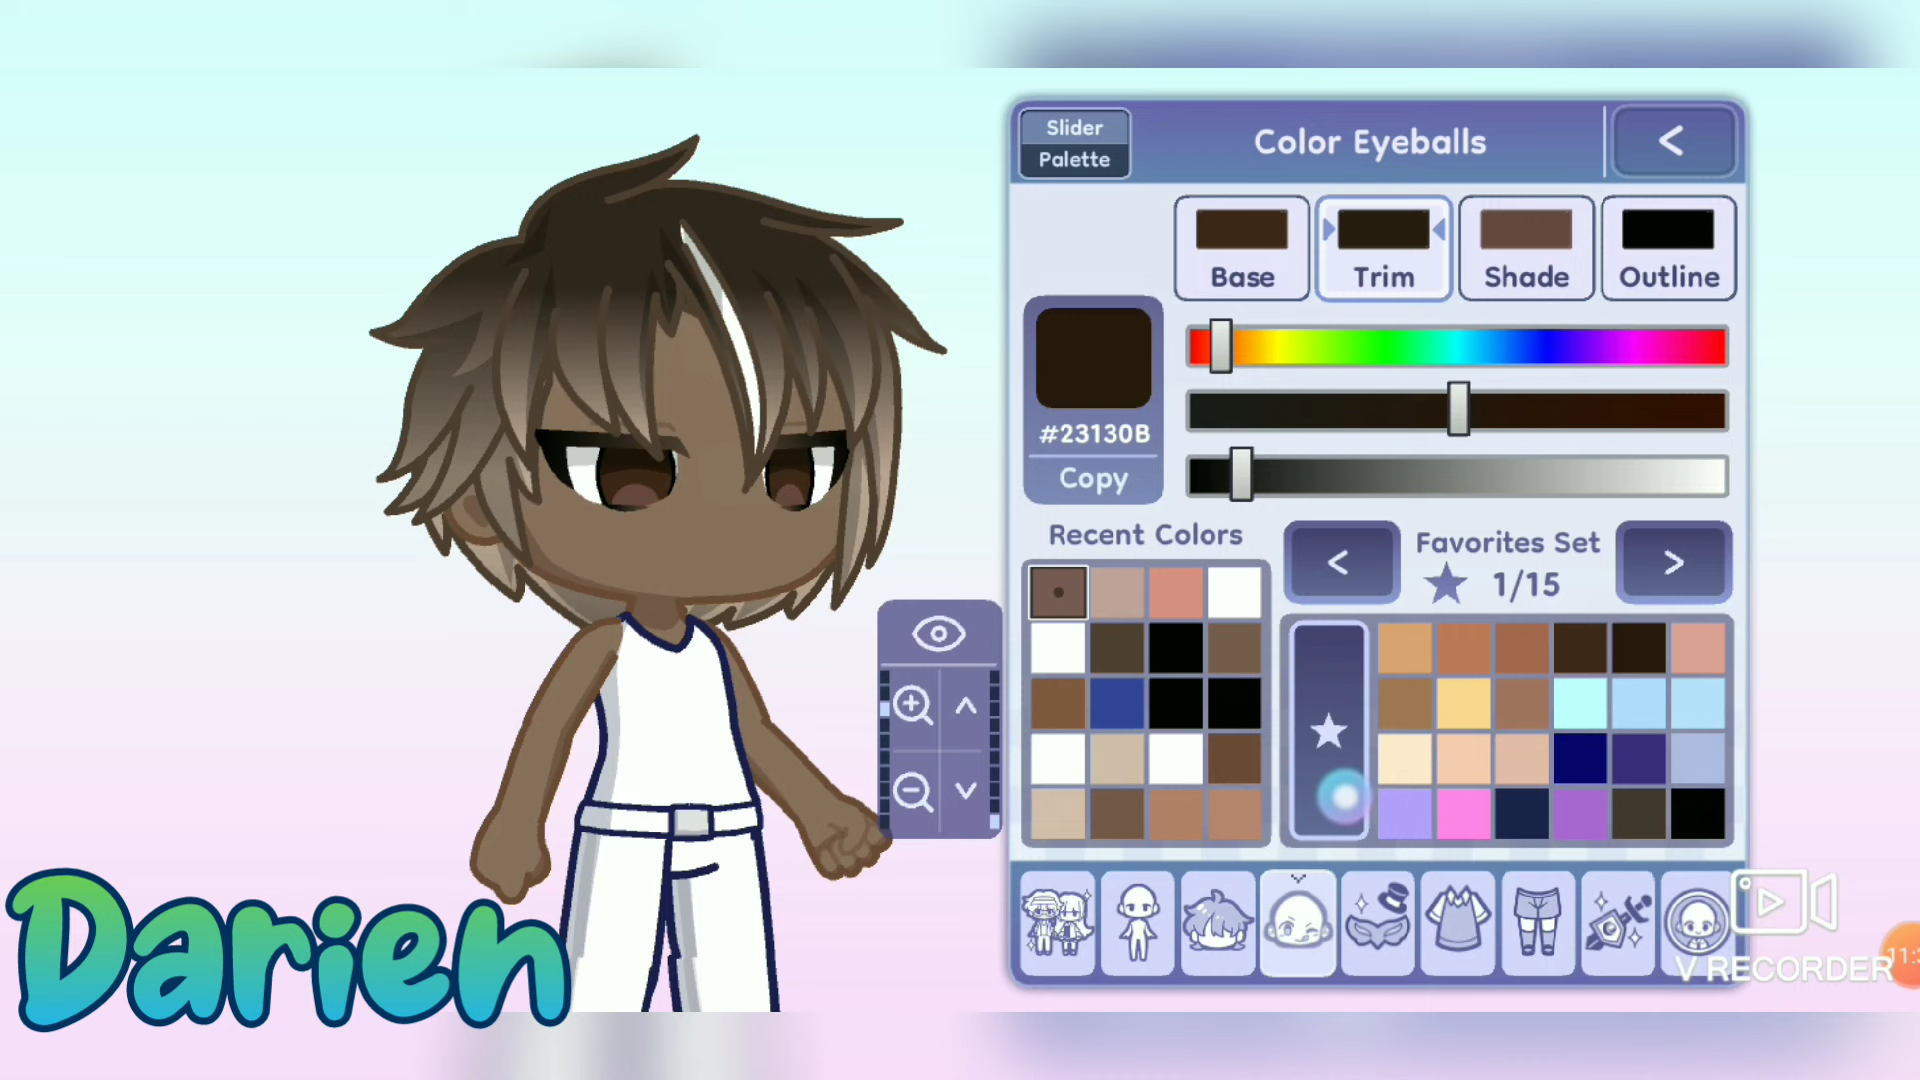 Slider
Palette
Color Eyeballs
<
Base
Trim
Shade
Outline
#23130B
Copy
Recent Colors
<
Favorites Set
1/15
>
Darien
V RECORDER